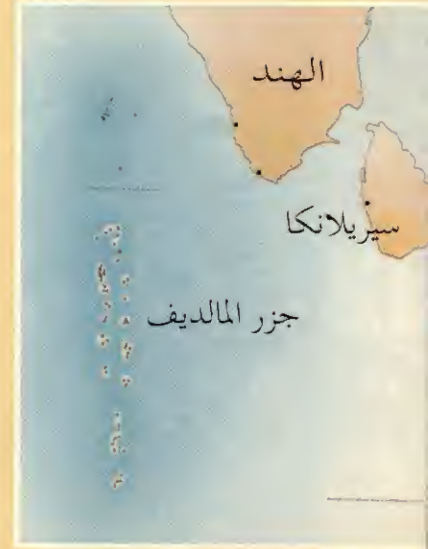 الهند
سيريلانكا
جزر المالديف